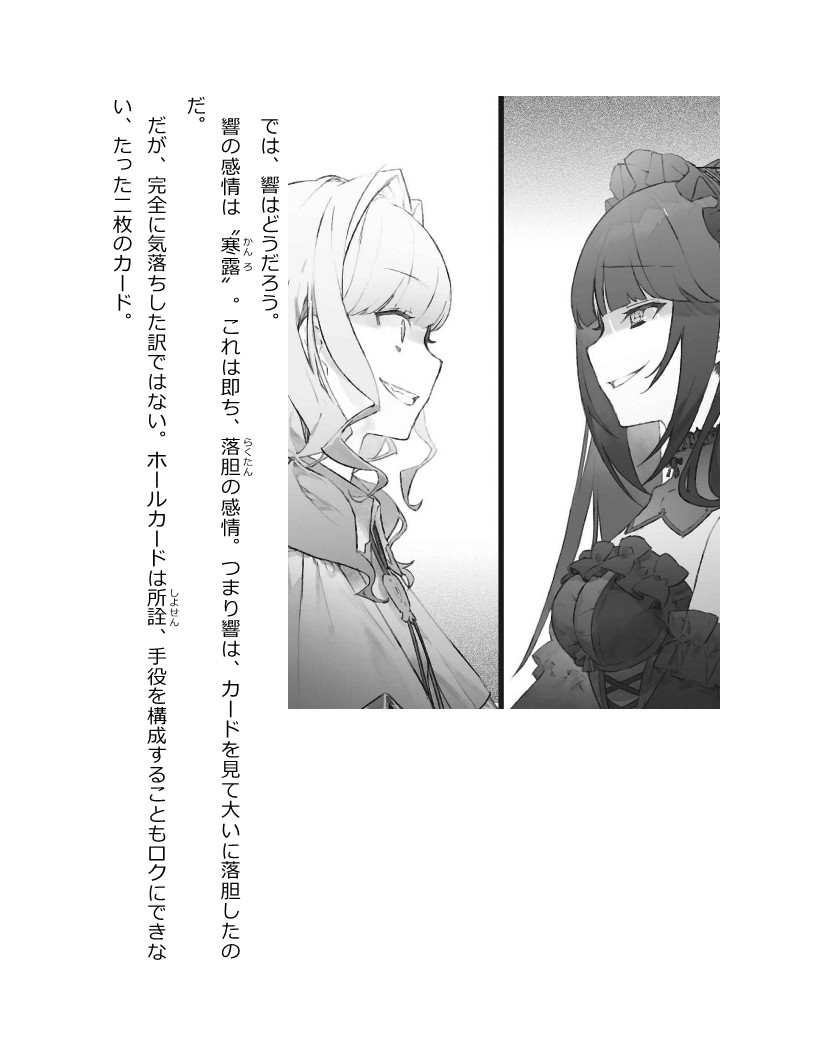 では、響はどうだろう。
響の感情は〝寒露〟。これは即ち、落胆の感情。つまり響は、カードを見て大いに落胆したの
だ。
だが、完全に気落ちした訳ではない。ホールカードは所詮、手役を構成することもロクにできな
い、たった二枚のカード。